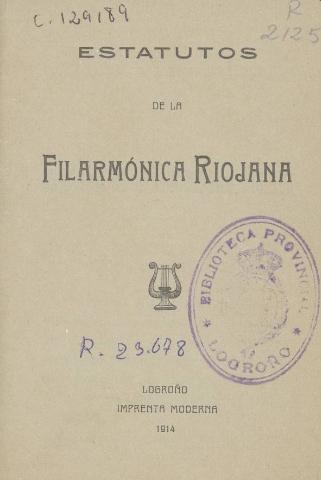 C. 129189
R
2125
ESTATUTOS
DE LA
FILARMÓNICA RIOJANA
BIBLIOTECA PROVINCIAL
* LOGROÑO *
R. 23.678
LOGROÑO
IMPRENTA MODERNA
1914